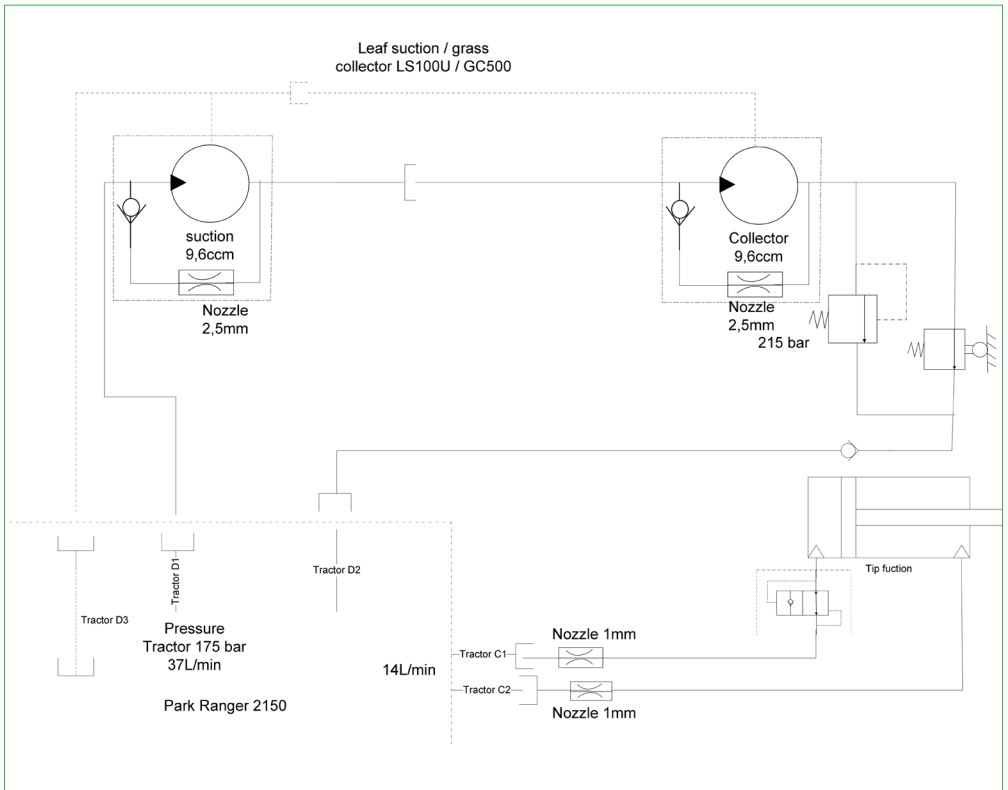 Leaf suction / grass
collector LS100U / GC500
suction
9,6ccm
Nozzle
2,5mm
Collector
9,6ccm
Nozzle
2,5mm
215 bar
Tractor D3
Tractor D1
Pressure
Tractor 175 bar
37L/min
Park Ranger 2150
Tractor D2
14L/min
Tractor C1
Tractor C2
Nozzle 1mm
Nozzle 1mm
Tip fuction